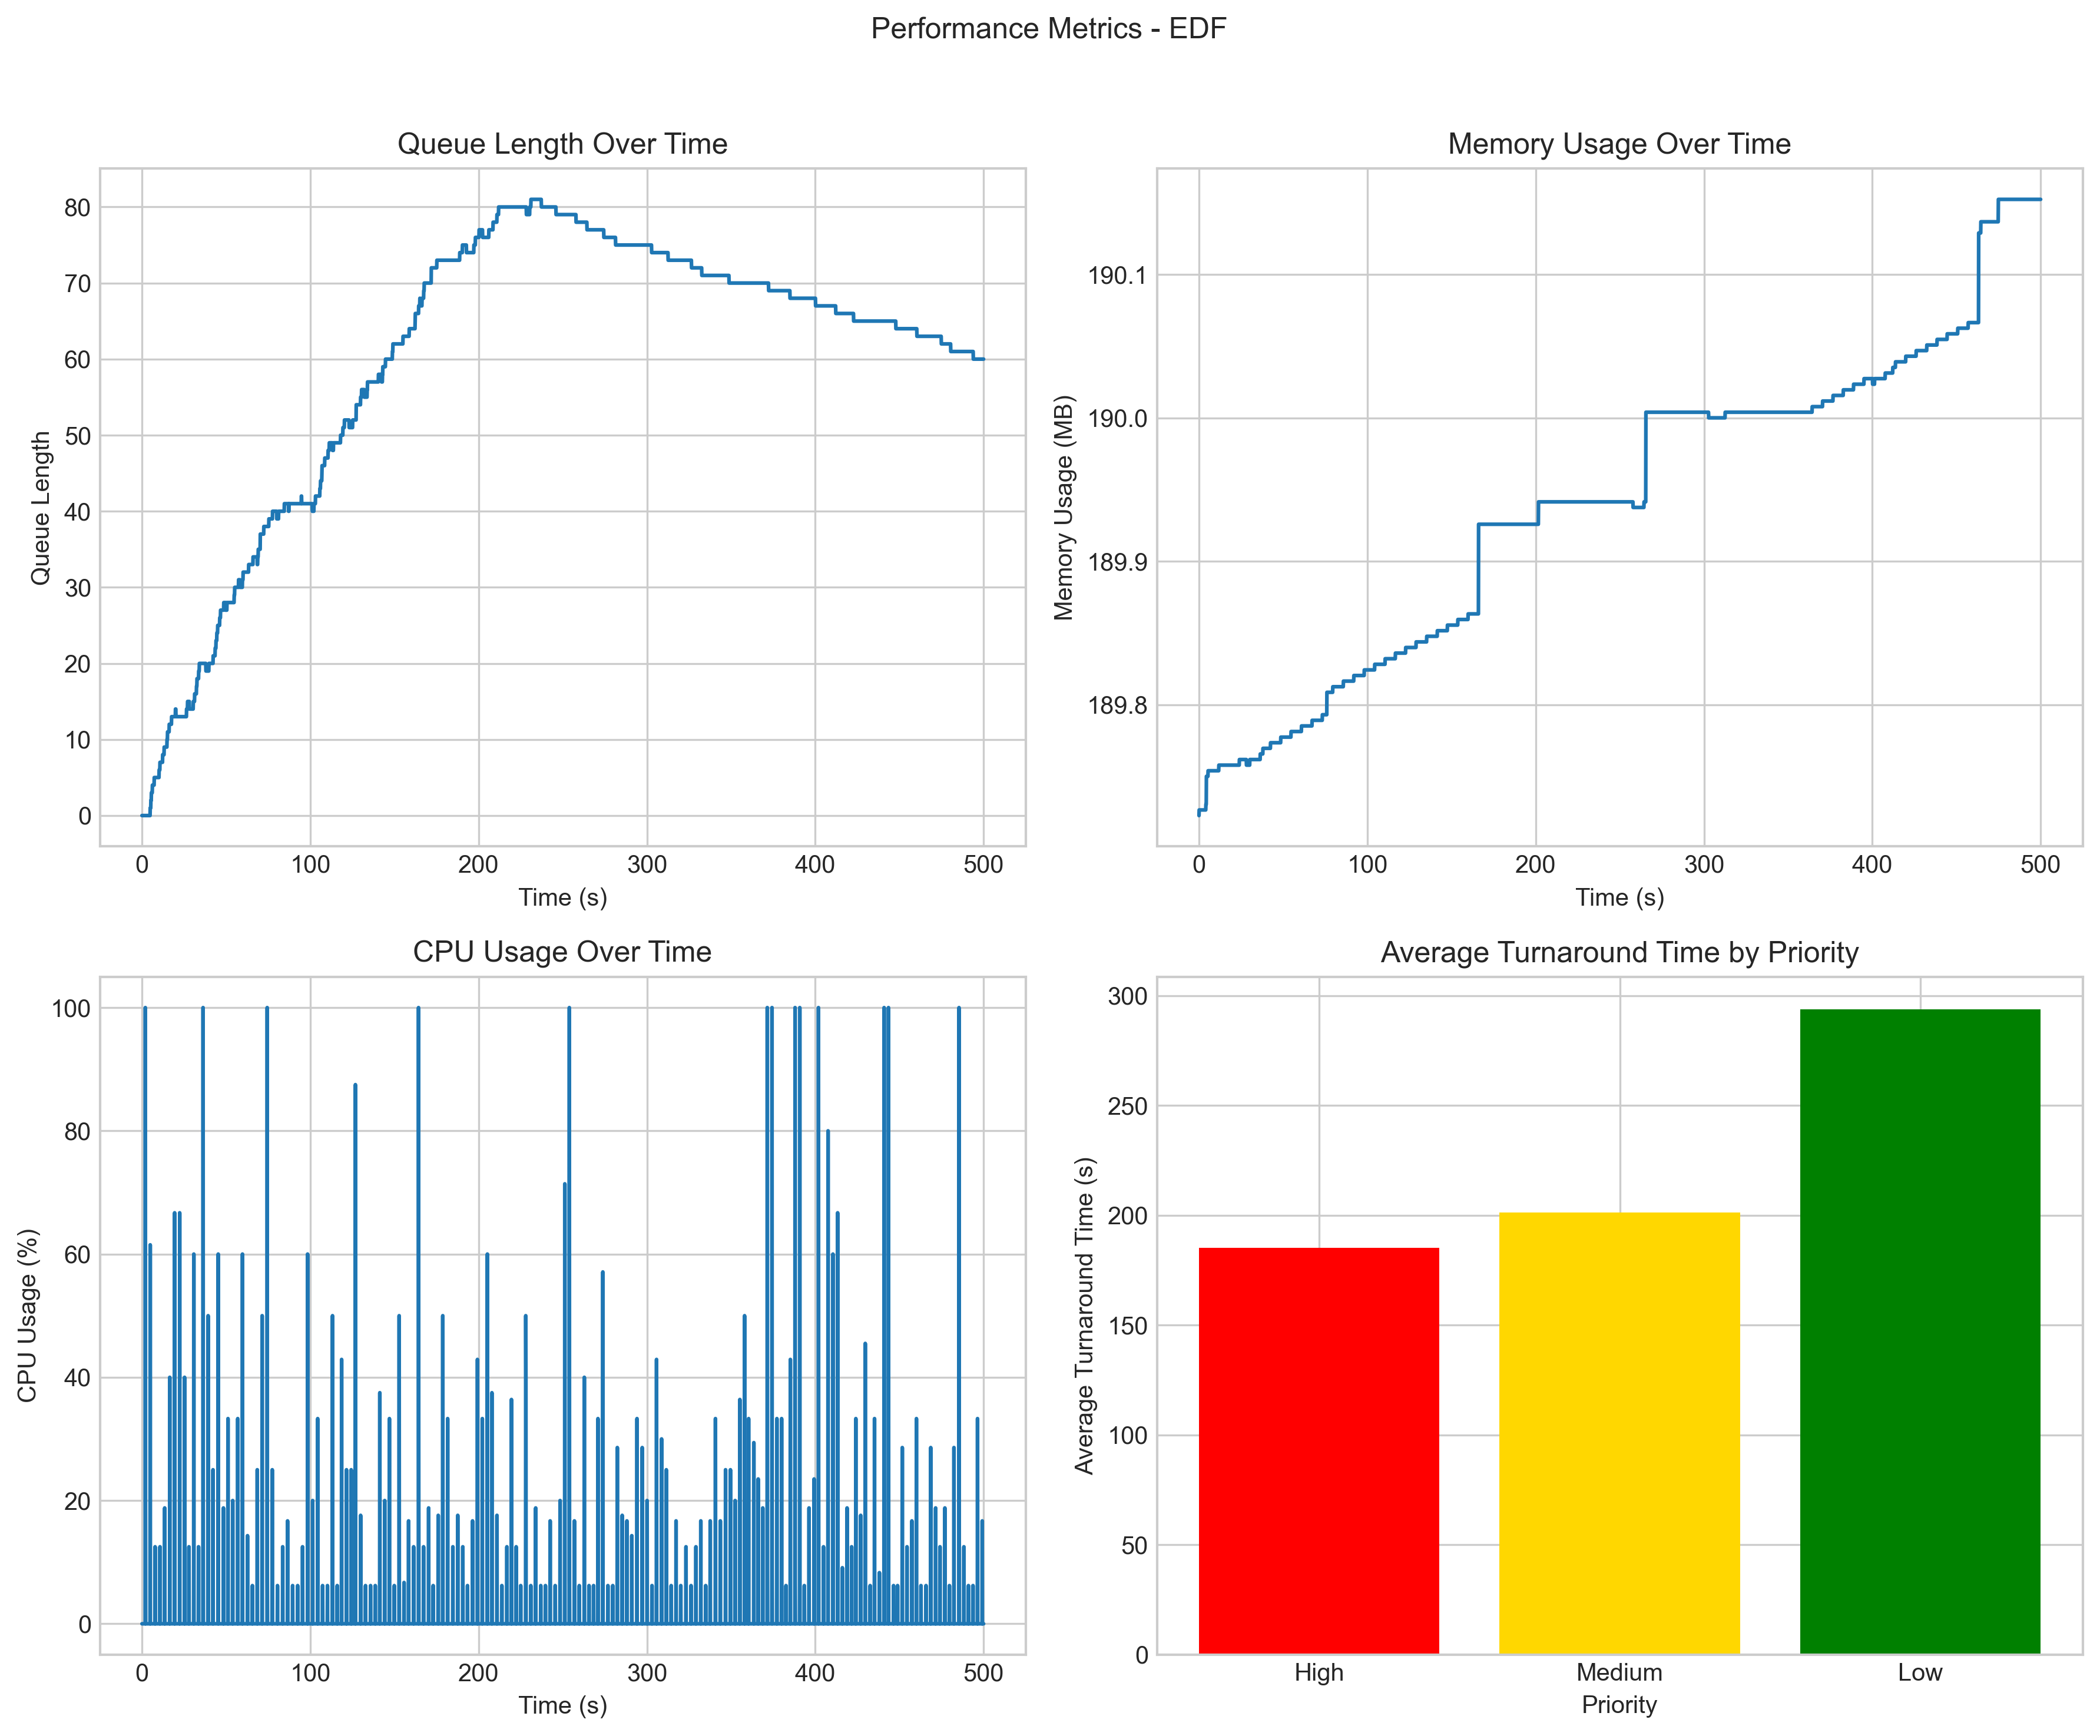 Performance Metrics - EDF
Queue Length Over Time
Queue Length
80
70
60
50
40
30
20
10
0
0 100 200 300 400 500
Time (s)
Memory Usage Over Time
Memory Usage (MB)
190.1
190.0
189.9
189.8
0 100 200 300 400 500
Time (s)
CPU Usage Over Time
CPU Usage (%)
100
80
60
40
20
0
0 100 200 300 400 500
Time (s)
Average Turnaround Time by Priority
Average Turnaround Time (s)
300
250
200
150
100
50
0
High Medium Low
Priority